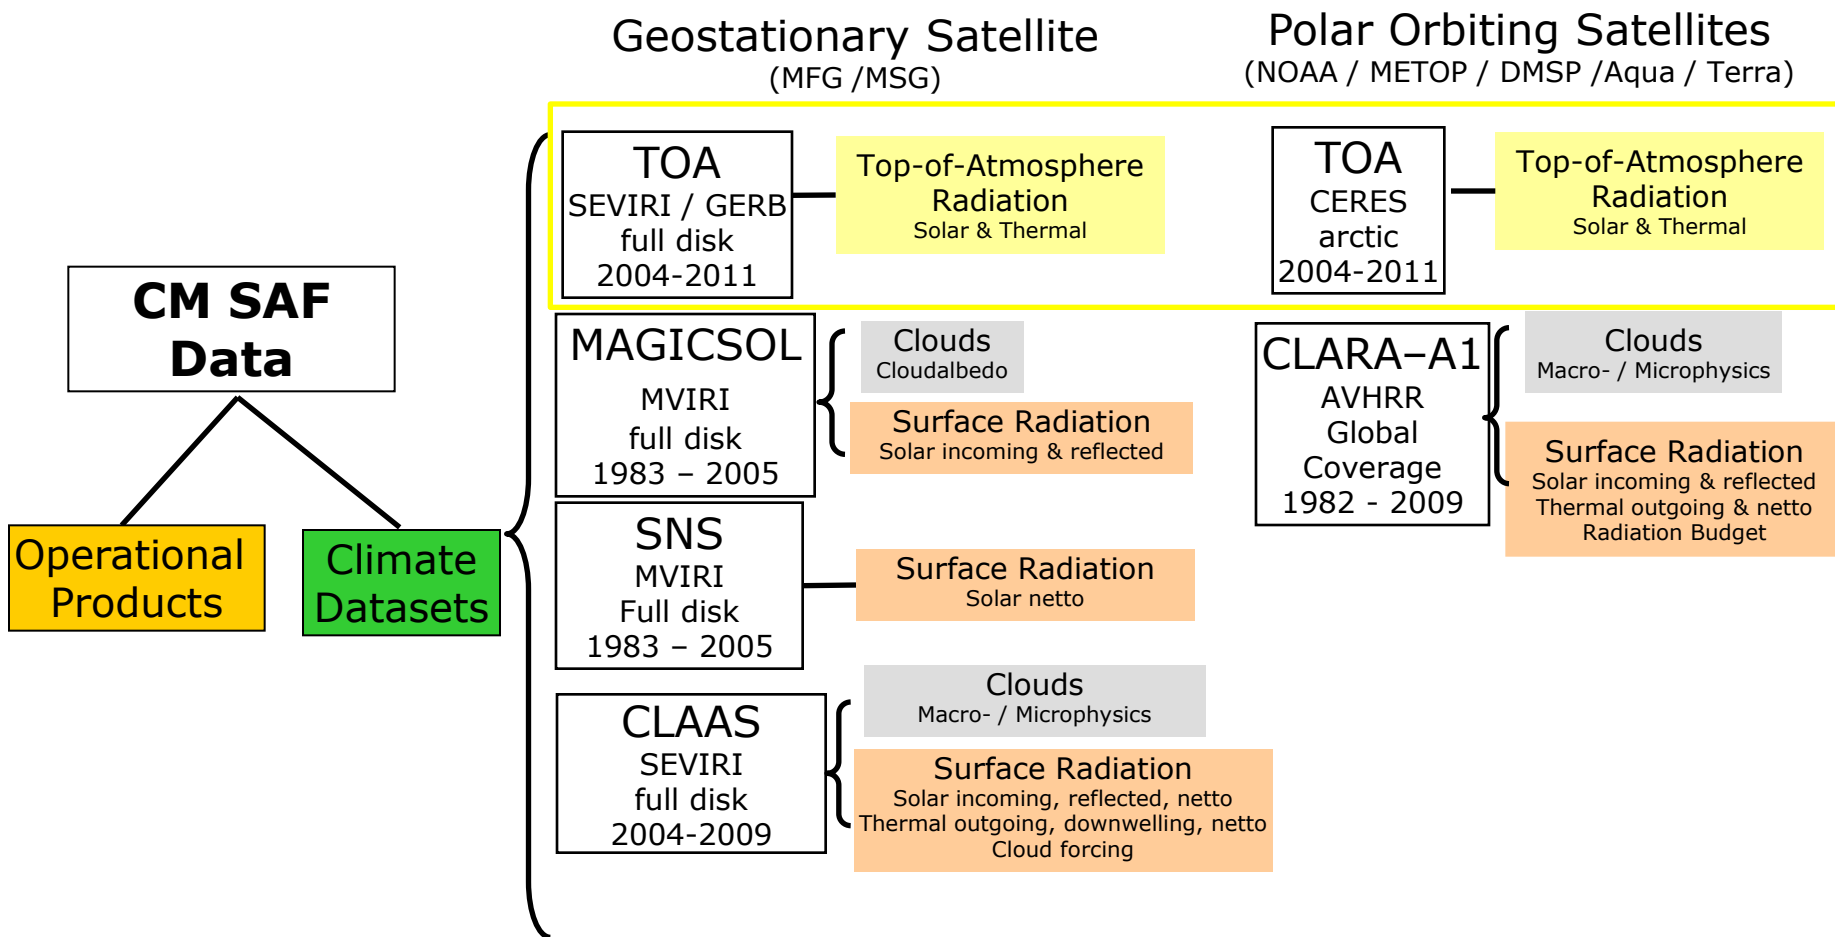 Geostationary Satellite
(MFG /MSG)
Polar Orbiting Satellites
(NOAA / METOP / DMSP /Aqua / Terra)
CM SAF
Data
Operational
Products
Climate
Datasets
TOA
SEVIRI / GERB
full disk
2004-2011
Top-of-Atmosphere
Radiation
Solar & Thermal
TOA
CERES
arctic
2004-2011
Top-of-Atmosphere
Radiation
Solar & Thermal
MAGICSOL
MVIRI
full disk
1983 – 2005
Clouds
Cloudalbedo
Surface Radiation
Solar incoming & reflected
CLARA–A1
AVHRR
Global
Coverage
1982 - 2009
Clouds
Macro- / Microphysics
Surface Radiation
Solar incoming & reflected
Thermal outgoing & netto
Radiation Budget
SNS
MVIRI
Full disk
1983 – 2005
Surface Radiation
Solar netto
CLAAS
SEVIRI
full disk
2004-2009
Clouds
Macro- / Microphysics
Surface Radiation
Solar incoming, reflected, netto
Thermal outgoing, downwelling, netto
Cloud forcing